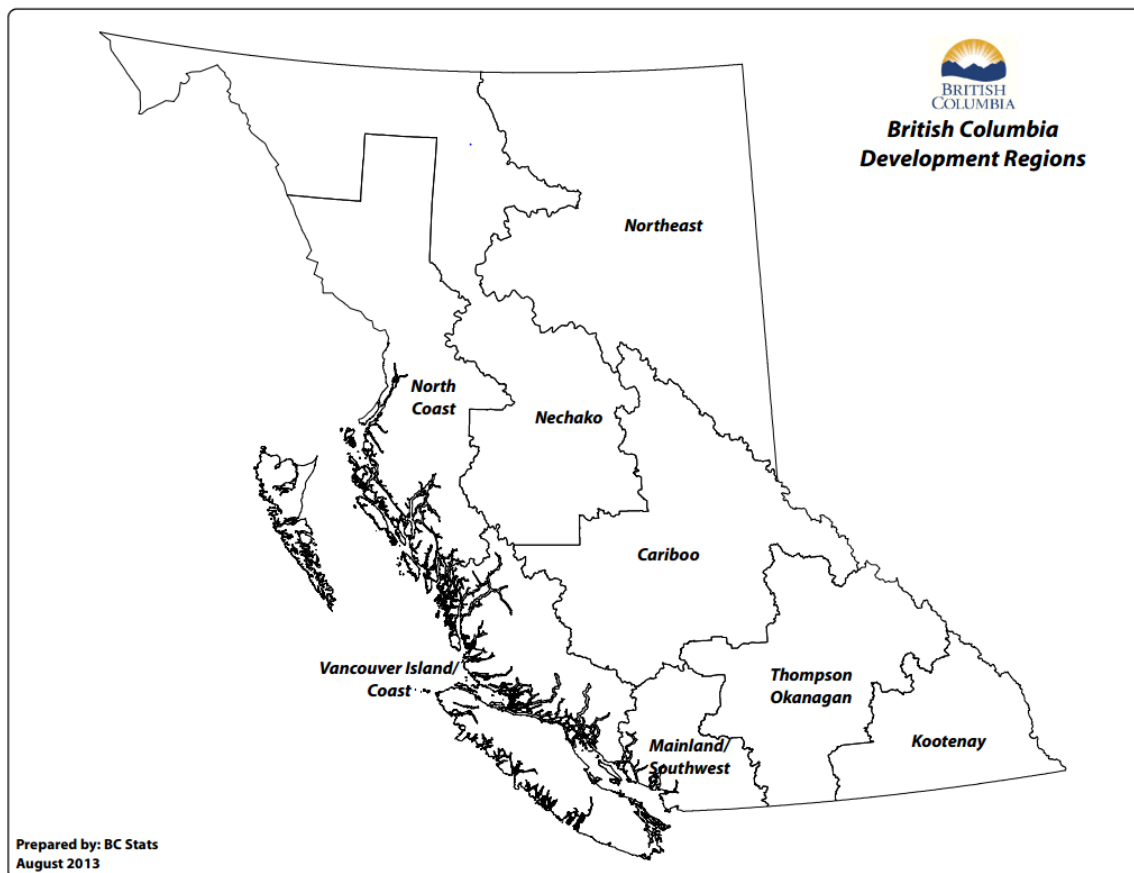 BRITISH
COLUMBIA
British Columbia
Development Regions
Northeast
North
Coast
Nechako
Cariboo
Vancouver Island/
Coast
Thompson
Okanagan
Mainland/
Southwest
Kootenay
Prepared by: BC Stats
August 2013